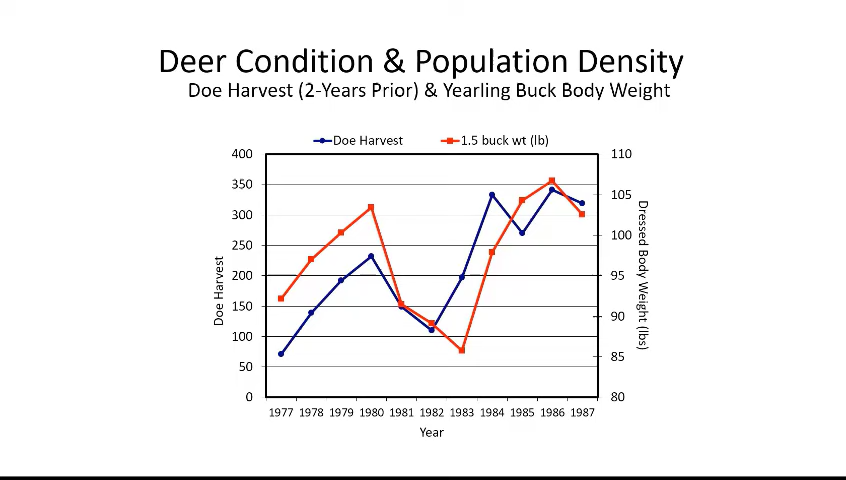 Deer Condition & Population Density
Doe Harvest (2-Years Prior) & Yearling Buck Body Weight
Doe Harvest 1.5 buck wt (lb)
400
350
300
250
200
150
100
50
0
Doe Harvest
110
105
100
95
90
85
80
Dressed Body Weight (lbs)
1977 1978 1979 1980 1981 1982 1983 1984 1985 1986 1987
Year